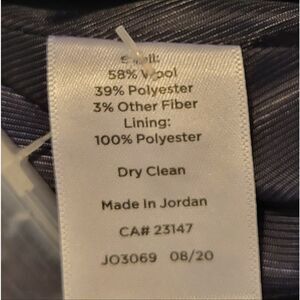 Shell:
58% Wool
39% Polyester
3% Other Fiber
Lining:
100% Polyester
Dry Clean
Made In Jordan
CA# 23147
JO3069 08/20